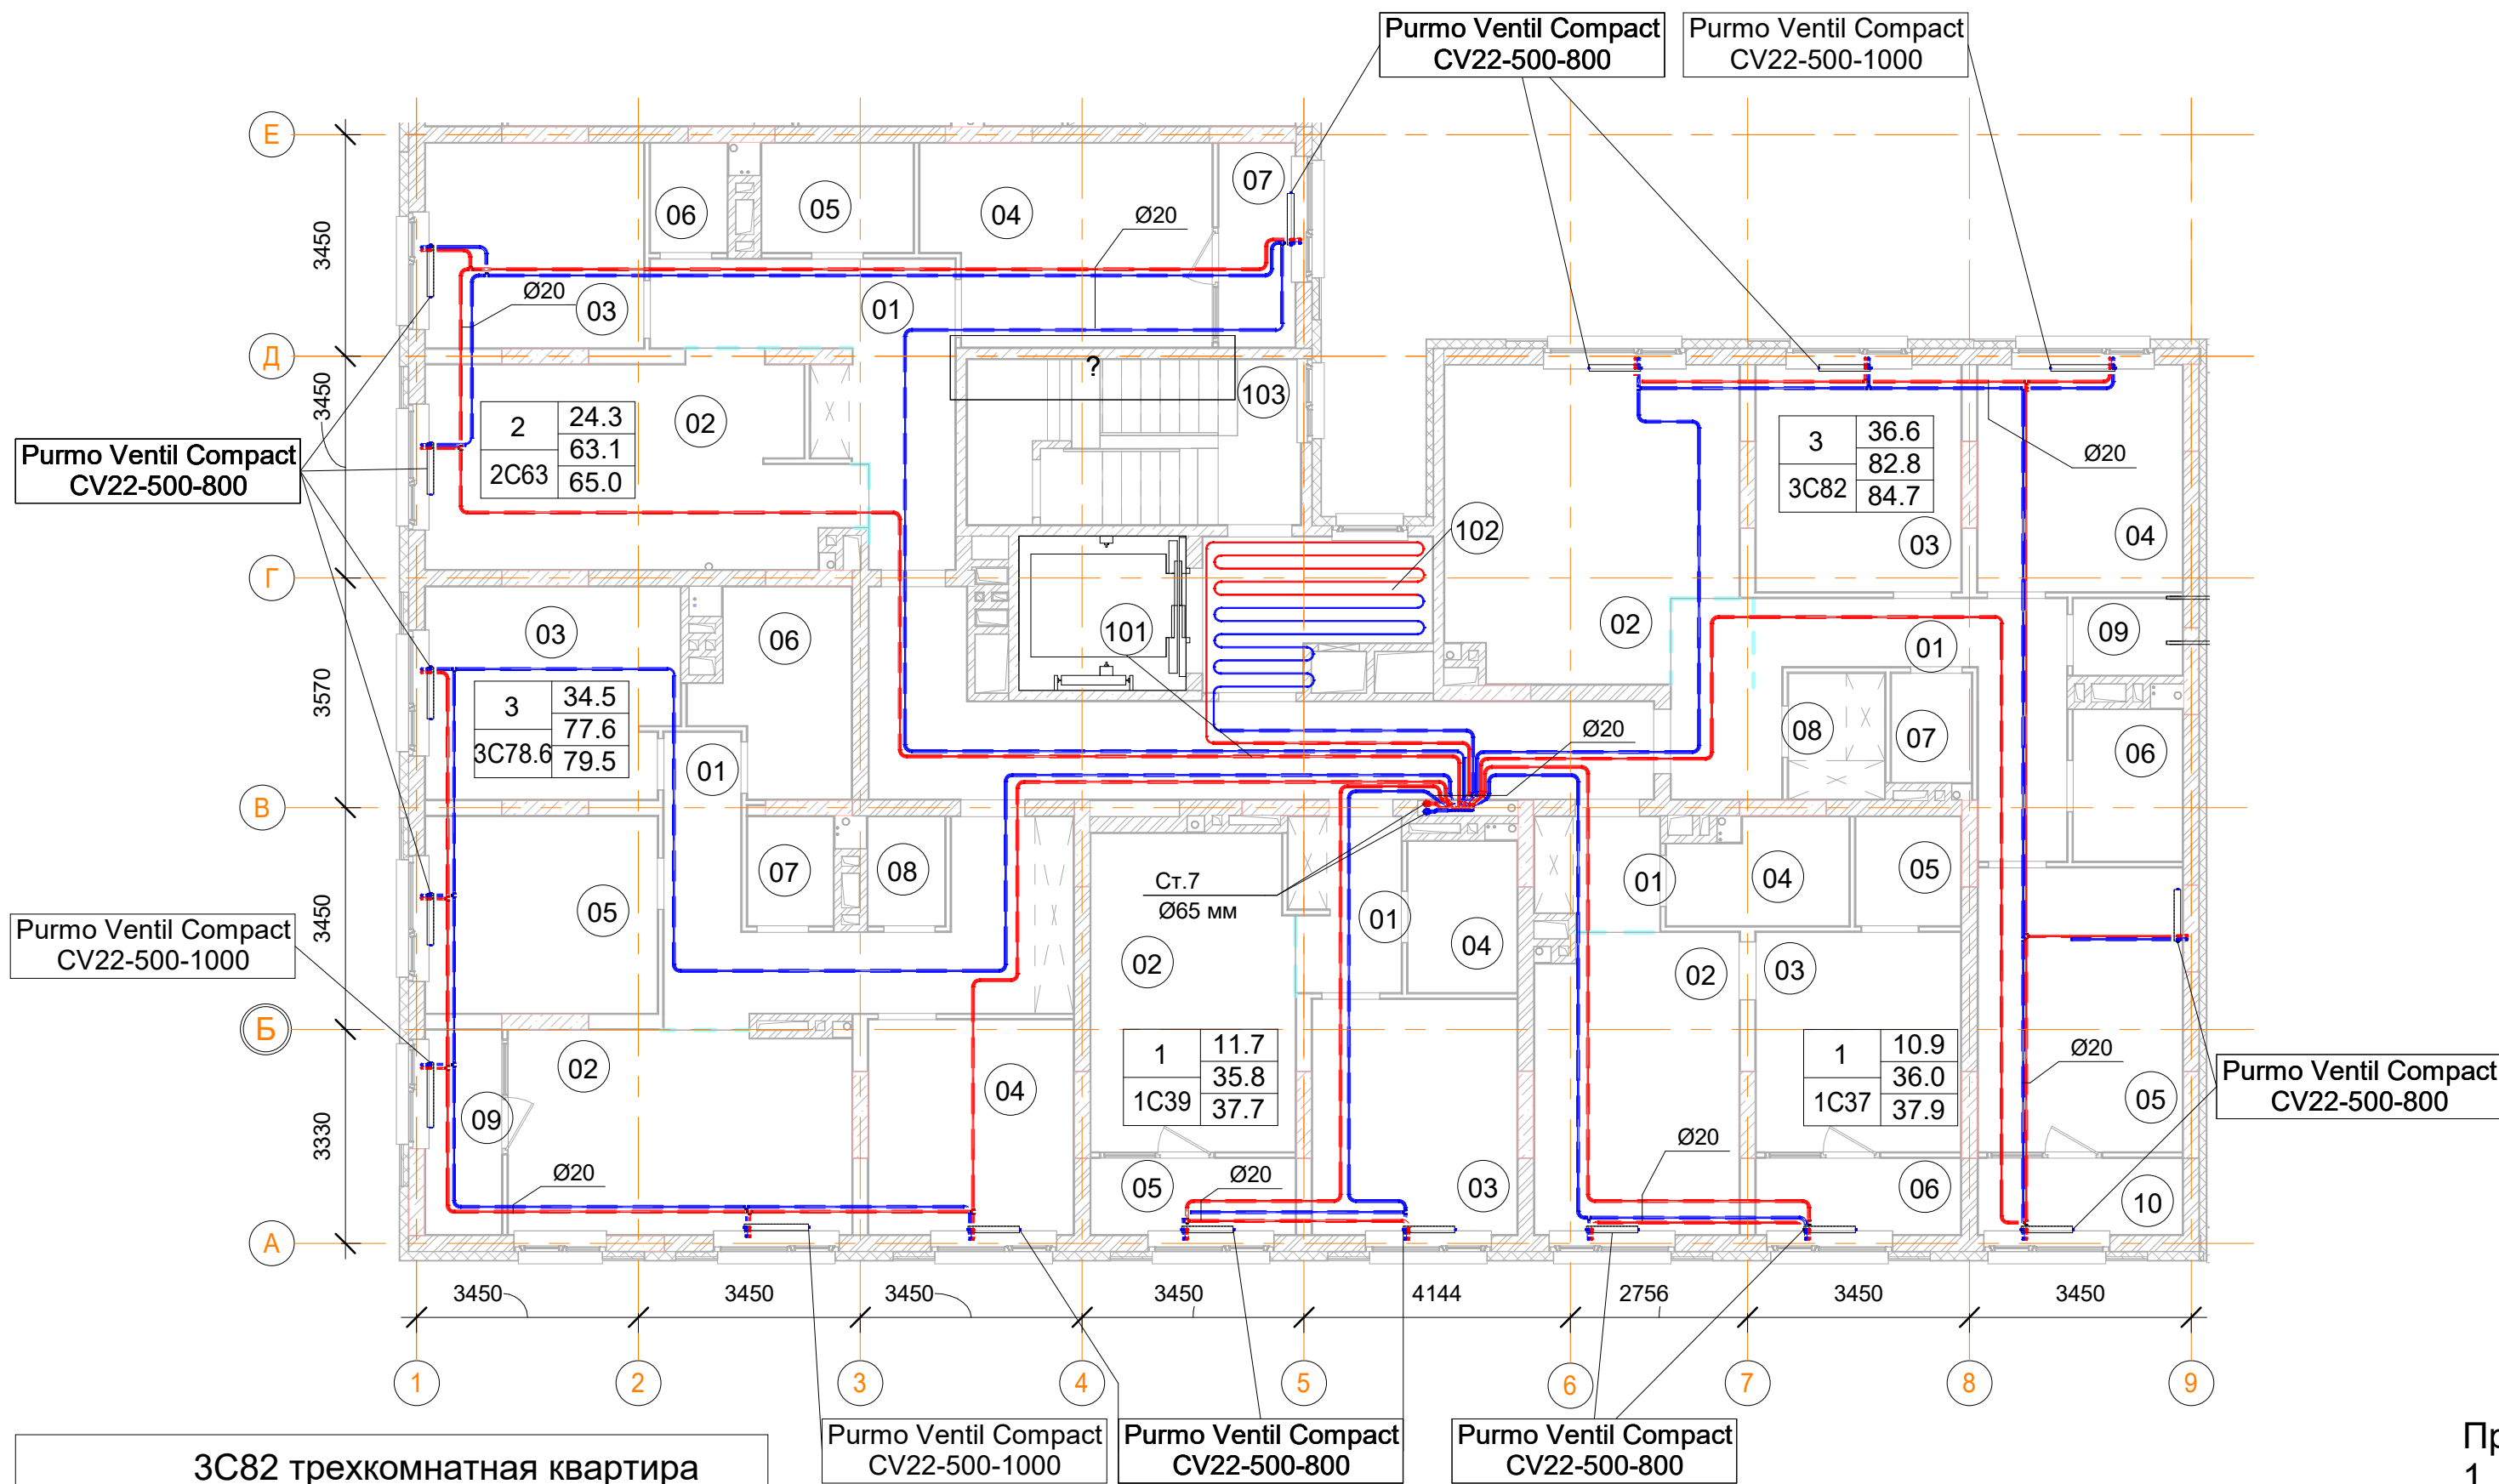 Purmo Ventil Compact
CV22-500-800
Purmo Ventil Compact
CV22-500-1000
Е
Д
Г
В
Б
А
3450
3450
3570
3450
3330
06
05
04
07
Ø20
Ø20
03
01
?
103
02
2
24.3
63.1
2С63
65.0
Purmo Ventil Compact
CV22-500-800
3
36.6
82.8
3С82
84.7
Ø20
03
04
102
02
01
09
03
06
101
3
34.5
77.6
3С78.6
79.5
01
Ø20
08
07
06
05
07
08
Ст.7
Ø65 мм
01
04
01
04
05
Purmo Ventil Compact
CV22-500-1000
02
02
03
02
09
04
1
11.7
35.8
1С39
37.7
1
10.9
36.0
1С37
37.9
Ø20
05
Purmo Ventil Compact
CV22-500-800
Ø20
05
Ø20
03
Ø20
06
10
3450
3450
3450
3450
4144
2756
3450
3450
1
2
3
4
5
6
7
8
9
Purmo Ventil Compact
CV22-500-1000
Purmo Ventil Compact
CV22-500-800
Purmo Ventil Compact
CV22-500-800
3С82 трехкомнатная квартира
Пр
1